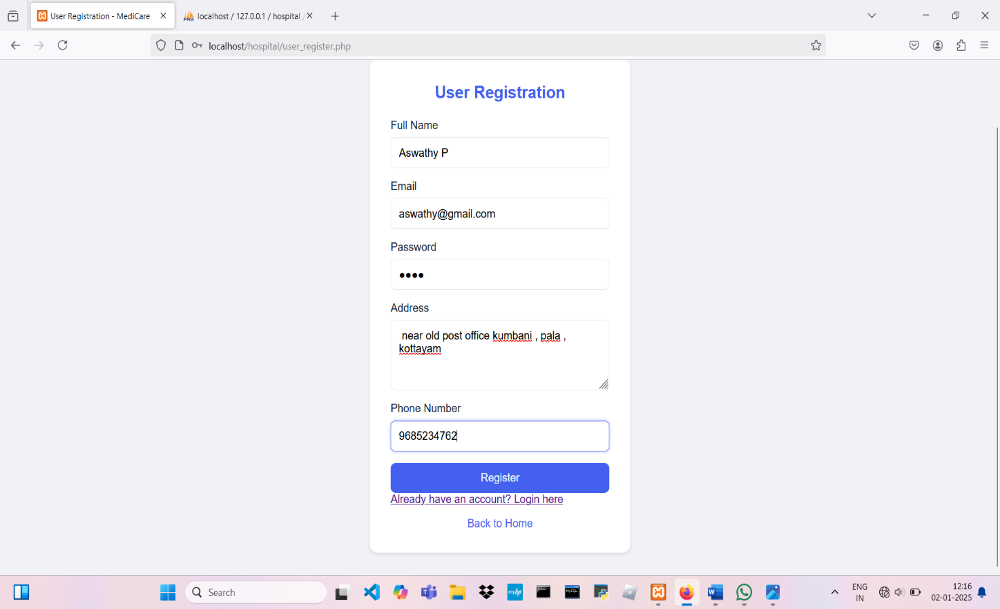 User Registration - MediCare
localhost / 127.0.0.1 / hospital /
localhost/hospital/user_register.php
User Registration
Full Name
Aswathy P
Email
aswathy@gmail.com
Password
Address
near old post office kumbani , pala ,
kottayam
Phone Number
9685234762
Register
Already have an account? Login here
Back to Home
Search
ENG
IN
12:16
02-01-2025